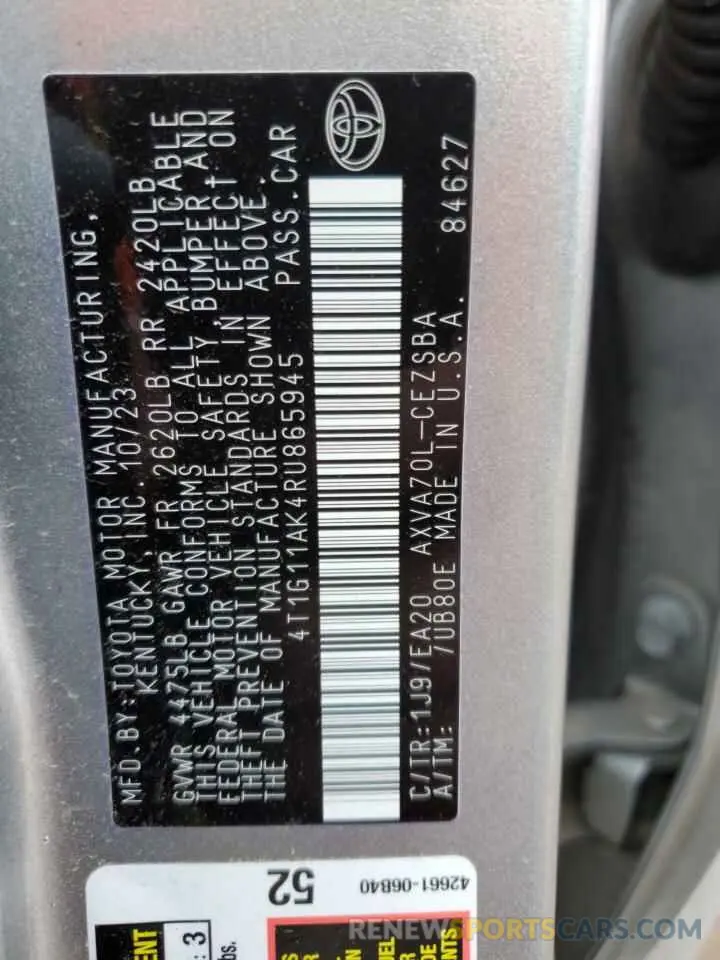 MFD.BY:TOYOTA MOTOR MANUFACTURING,
KENTUCKY, INC. 10/23
GVWR 4475LB GAWR FR 2620LB RR 2420LB
THIS VEHICLE CONFORMS TO ALL APPLICABLE
FEDERAL MOTOR VEHICLE SAFETY, BUMPER AND
THEFT PREVENTION STANDARDS IN EFFECT ON
THE DATE OF MANUFACTURE SHOWN ABOVE.
4T1G11AK4RU865945 PASS.CAR
C/TR:1J9/EA20 AXVA70L-CEZSBA
A/TM: /UB80E MADE IN U.S.A. 84627
52
42661-06B40
: 3
RENEWSPORTSCARS.COM